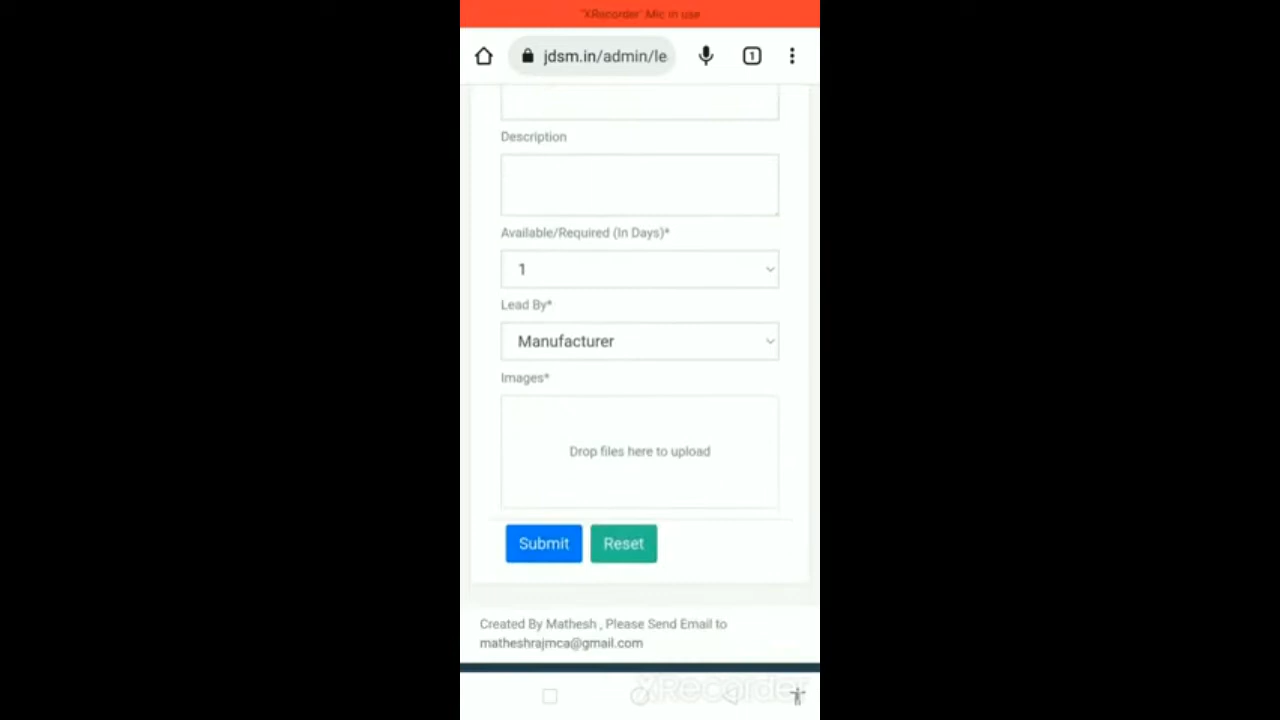 "XRecorder" Mic in use
jdsm.in/admin/le
1
Description
Available/Required (In Days)*
1
Lead By*
Manufacturer
Images*
Drop files here to upload
Submit Reset
Created By Mathesh , Please Send Email to
matheshrajmca@gmail.com
XRecorder